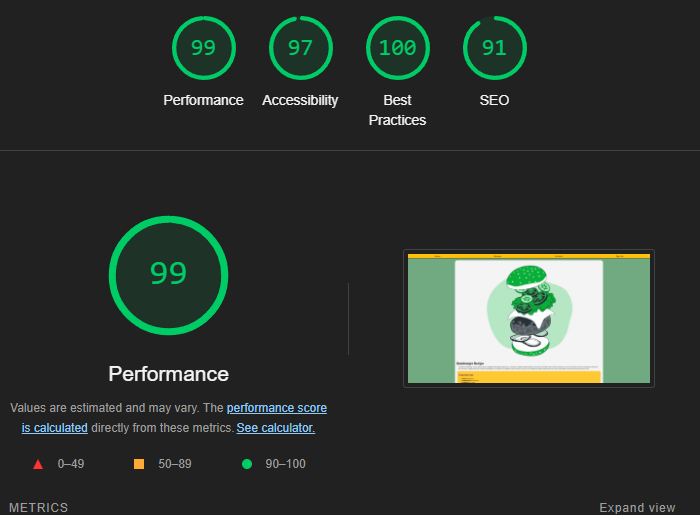 99
97
100
91
Performance
Accessibility
Best
Practices
SEO
99
Performance
Values are estimated and may vary. The performance score
is calculated directly from these metrics. See calculator.
0–49
50–89
90–100
METRICS
Expand view